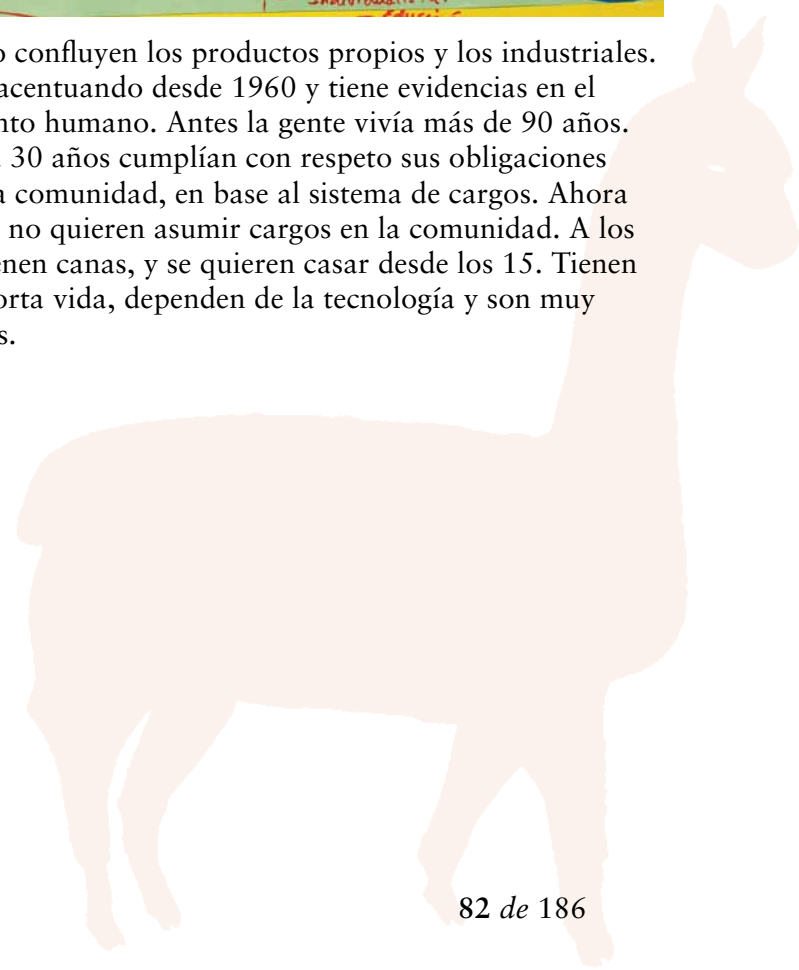 confluyen los productos propios y los industriales.
acentuando desde 1960 y tiene evidencias en el
nto humano. Antes la gente vivía más de 90 años.
30 años cumplían con respeto sus obligaciones
comunidad, en base al sistema de cargos. Ahora
no quieren asumir cargos en la comunidad. A los
enen canas, y se quieren casar desde los 15. Tienen
orta vida, dependen de la tecnología y son muy
s.
82 de 186